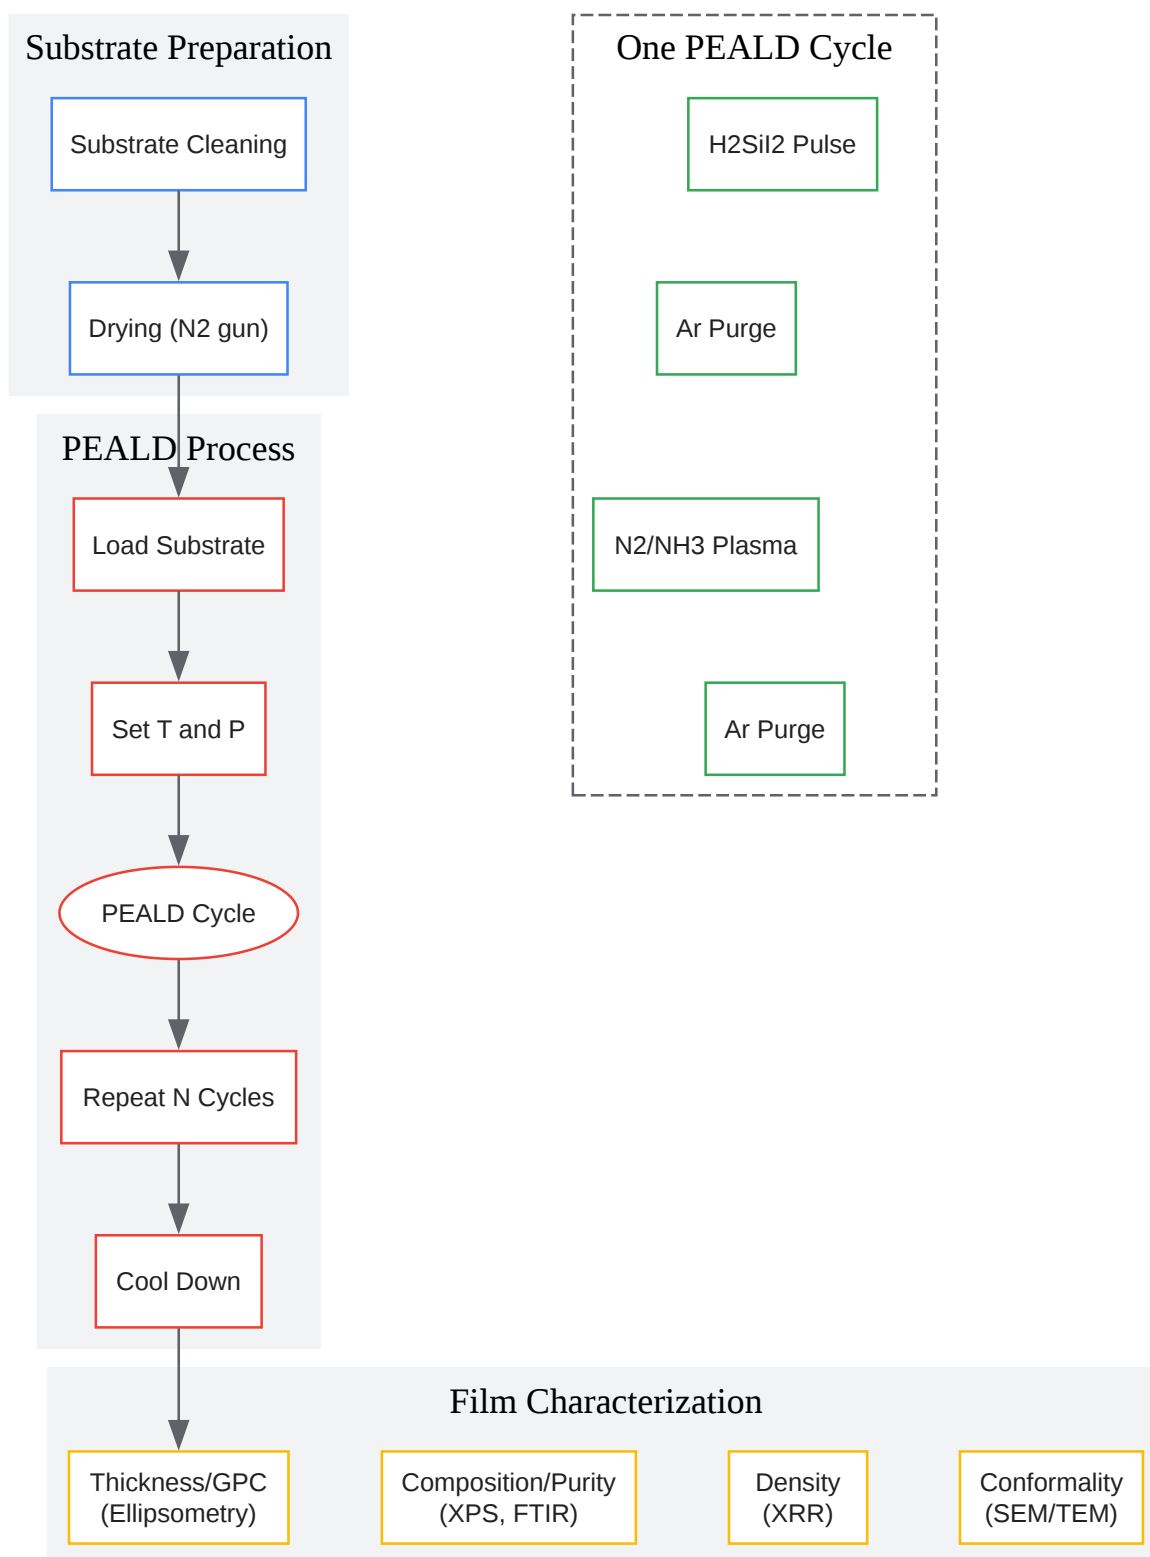 Substrate Preparation
Substrate Cleaning
Drying (N2 gun)
PEALD Process
Load Substrate
Set T and P
PEALD Cycle
Repeat N Cycles
Cool Down
One PEALD Cycle
H2SiI2 Pulse
Ar Purge
N2/NH3 Plasma
Ar Purge
Film Characterization
Thickness/GPC
(Ellipsometry)
Composition/Purity
(XPS, FTIR)
Density
(XRR)
Conformality
(SEM/TEM)